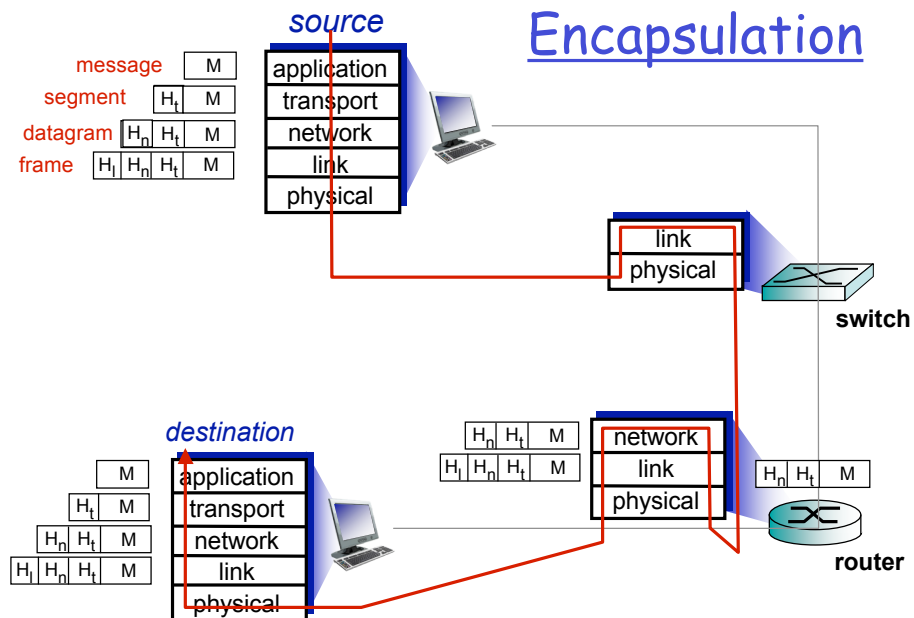 source
Encapsulation
message M
segment Ht M
datagram Hn Ht M
frame Hl Hn Ht M
application
transport
network
link
physical
link
physical
switch
destination
M
Ht M
Hn Ht M
Hl Hn Ht M
application
transport
network
link
physical
Hn Ht M
Hl Hn Ht M
network
link
physical
Hn Ht M
router